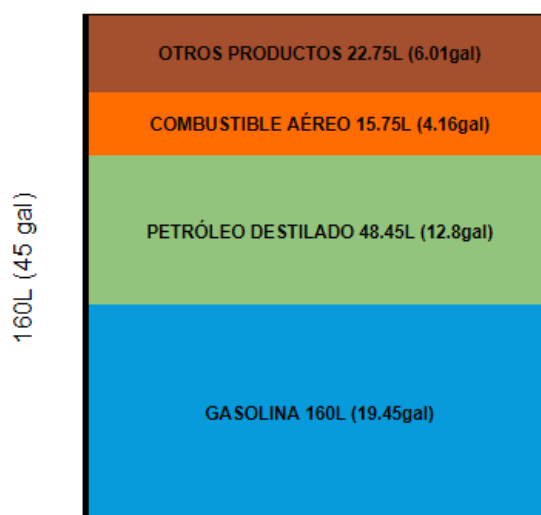 OTROS PRODUCTOS 22.75L (6.01gal)
COMBUSTIBLE AÉREO 15.75L (4.16gal)
PETRÓLEO DESTILADO 48.45L (12.8gal)
GASOLINA 160L (19.45gal)
160L (45 gal)